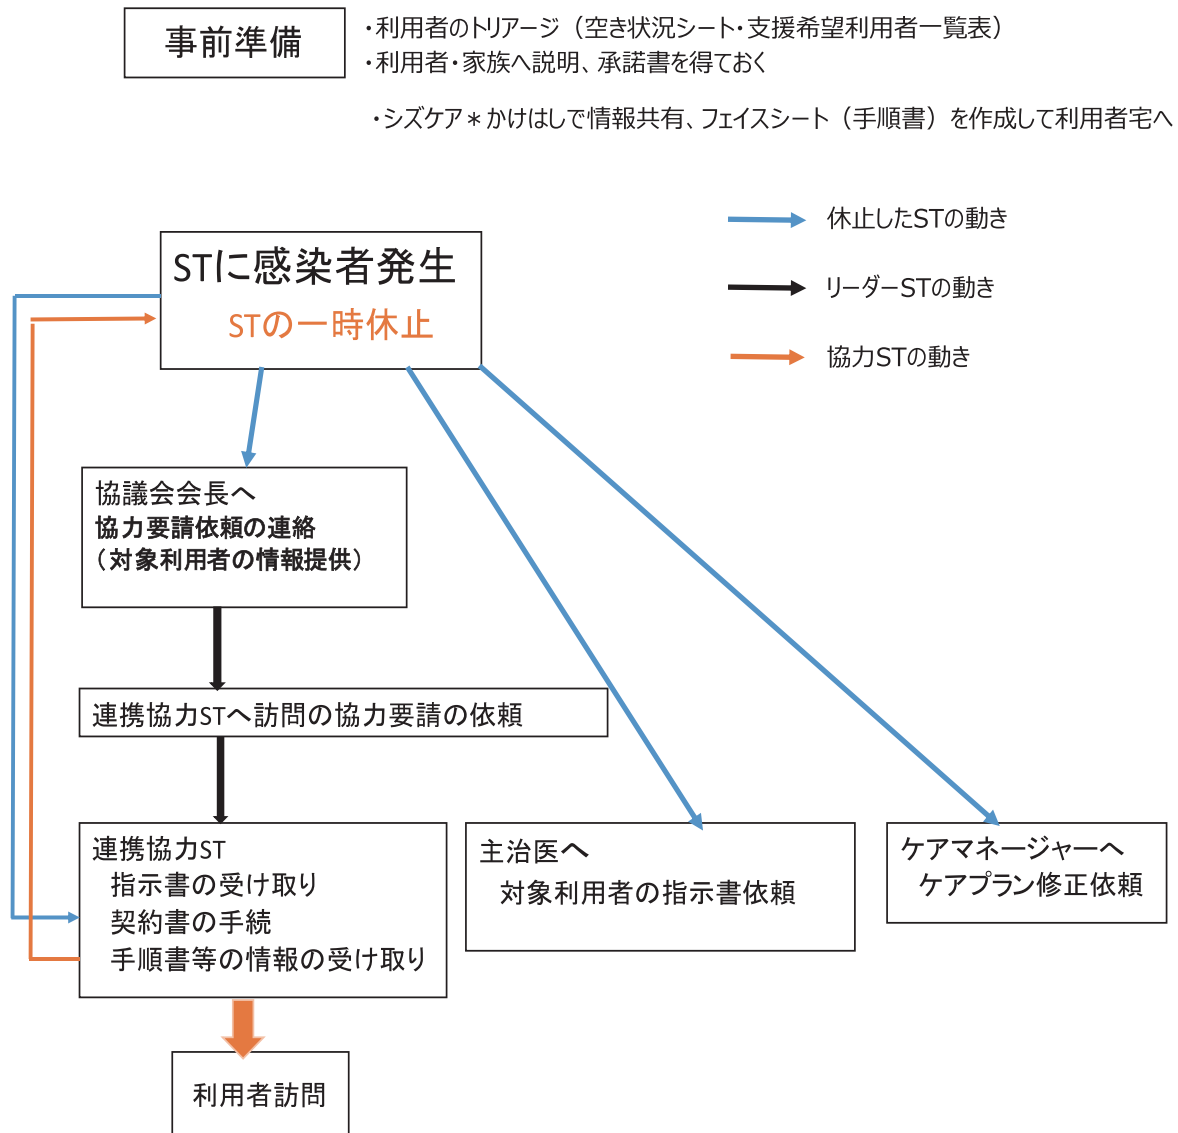 事前準備
・利用者のトリアージ（空き状況シート・支援希望利用者一覧表）
・利用者・家族へ説明、承諾書を得ておく
・シズケア＊かけはしで情報共有、フェイスシート（手順書）を作成して利用者宅へ
休止したSTの動き
リーダーSTの動き
協力STの動き
STに感染者発生
STの一時休止
協議会会長へ
協力要請依頼の連絡
（対象利用者の情報提供）
連携協力STへ訪問の協力要請の依頼
連携協力ST
指示書の受け取り
契約書の手続
手順書等の情報の受け取り
主治医へ
対象利用者の指示書依頼
ケアマネージャーへ
ケアプラン修正依頼
利用者訪問